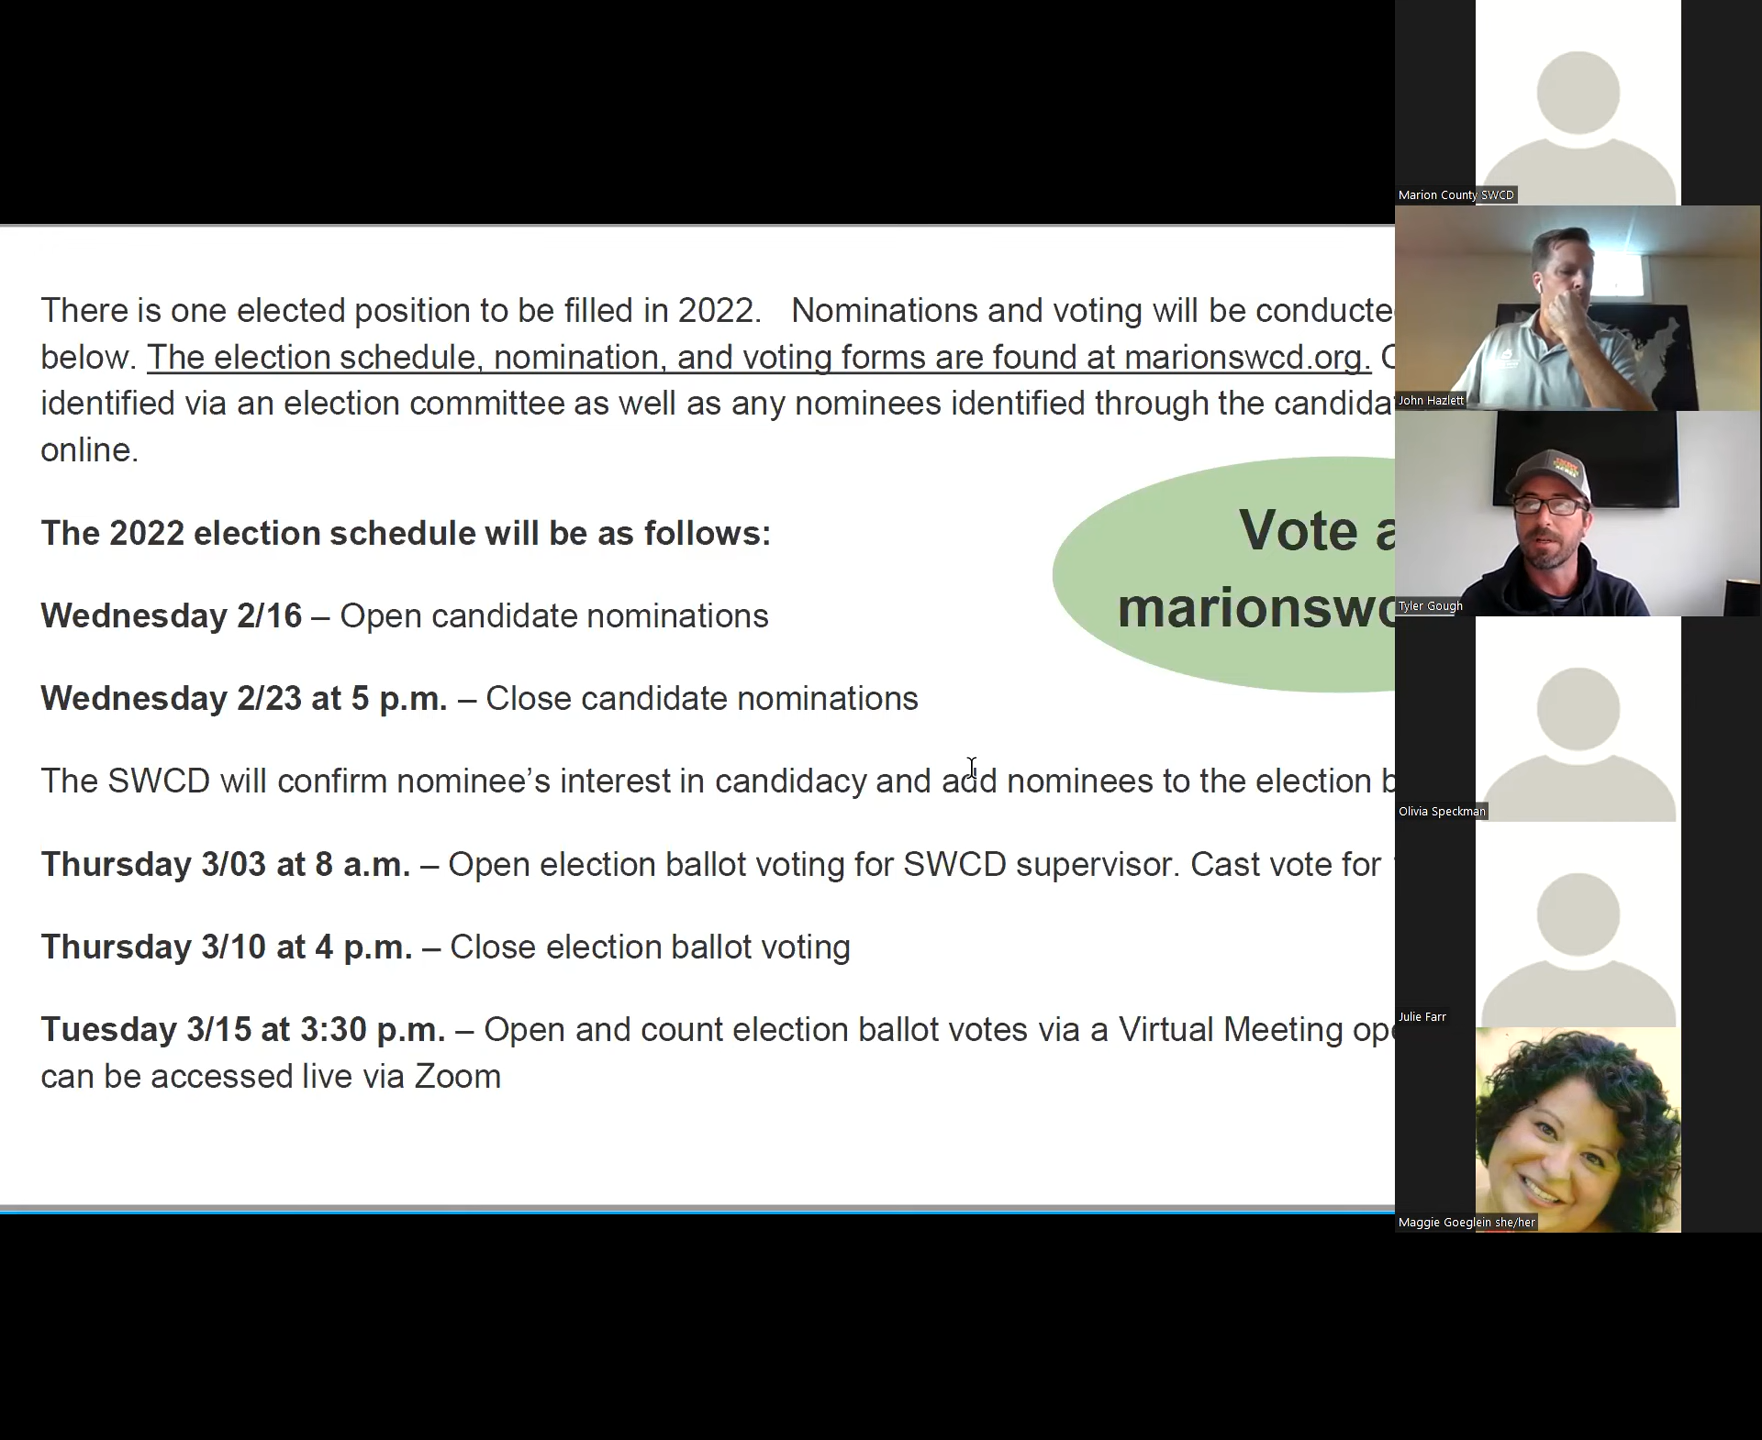 There is one elected position to be filled in 2022.   Nominations and voting will be
below. The election schedule, nomination, and voting forms are found at marionswcd.org.
identified via an election committee as well as any nominees identified through the
online.
The 2022 election schedule will be as follows:
Vote
Wednesday 2/16 – Open candidate nominations
Wednesday 2/23 at 5 p.m. – Close candidate nominations
The SWCD will confirm nominee’s interest in candidacy and add nominees to the election
Thursday 3/03 at 8 a.m. – Open election ballot voting for SWCD supervisor. Cast vote for
Thursday 3/10 at 4 p.m. – Close election ballot voting
Tuesday 3/15 at 3:30 p.m. – Open and count election ballot votes via a Virtual Meeting
can be accessed live via Zoom
Marion County SWCD
John Hazlett
Tyler Gough
Olivia Speckman
Julie Farr
Maggie Goeglein she/her